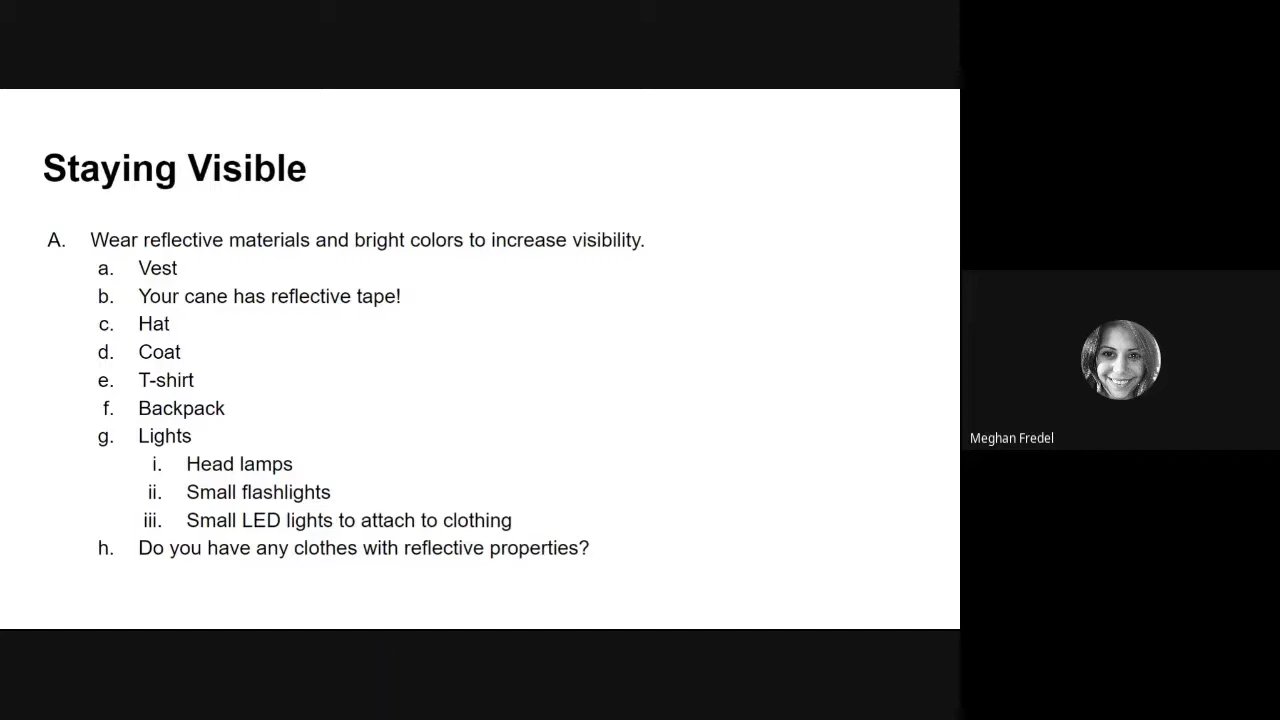 Staying Visible
A. Wear reflective materials and bright colors to increase visibility.
a. Vest
b. Your cane has reflective tape!
c. Hat
d. Coat
e. T-shirt
f. Backpack
g. Lights
i. Head lamps
ii. Small flashlights
iii. Small LED lights to attach to clothing
h. Do you have any clothes with reflective properties?
Meghan Fredel